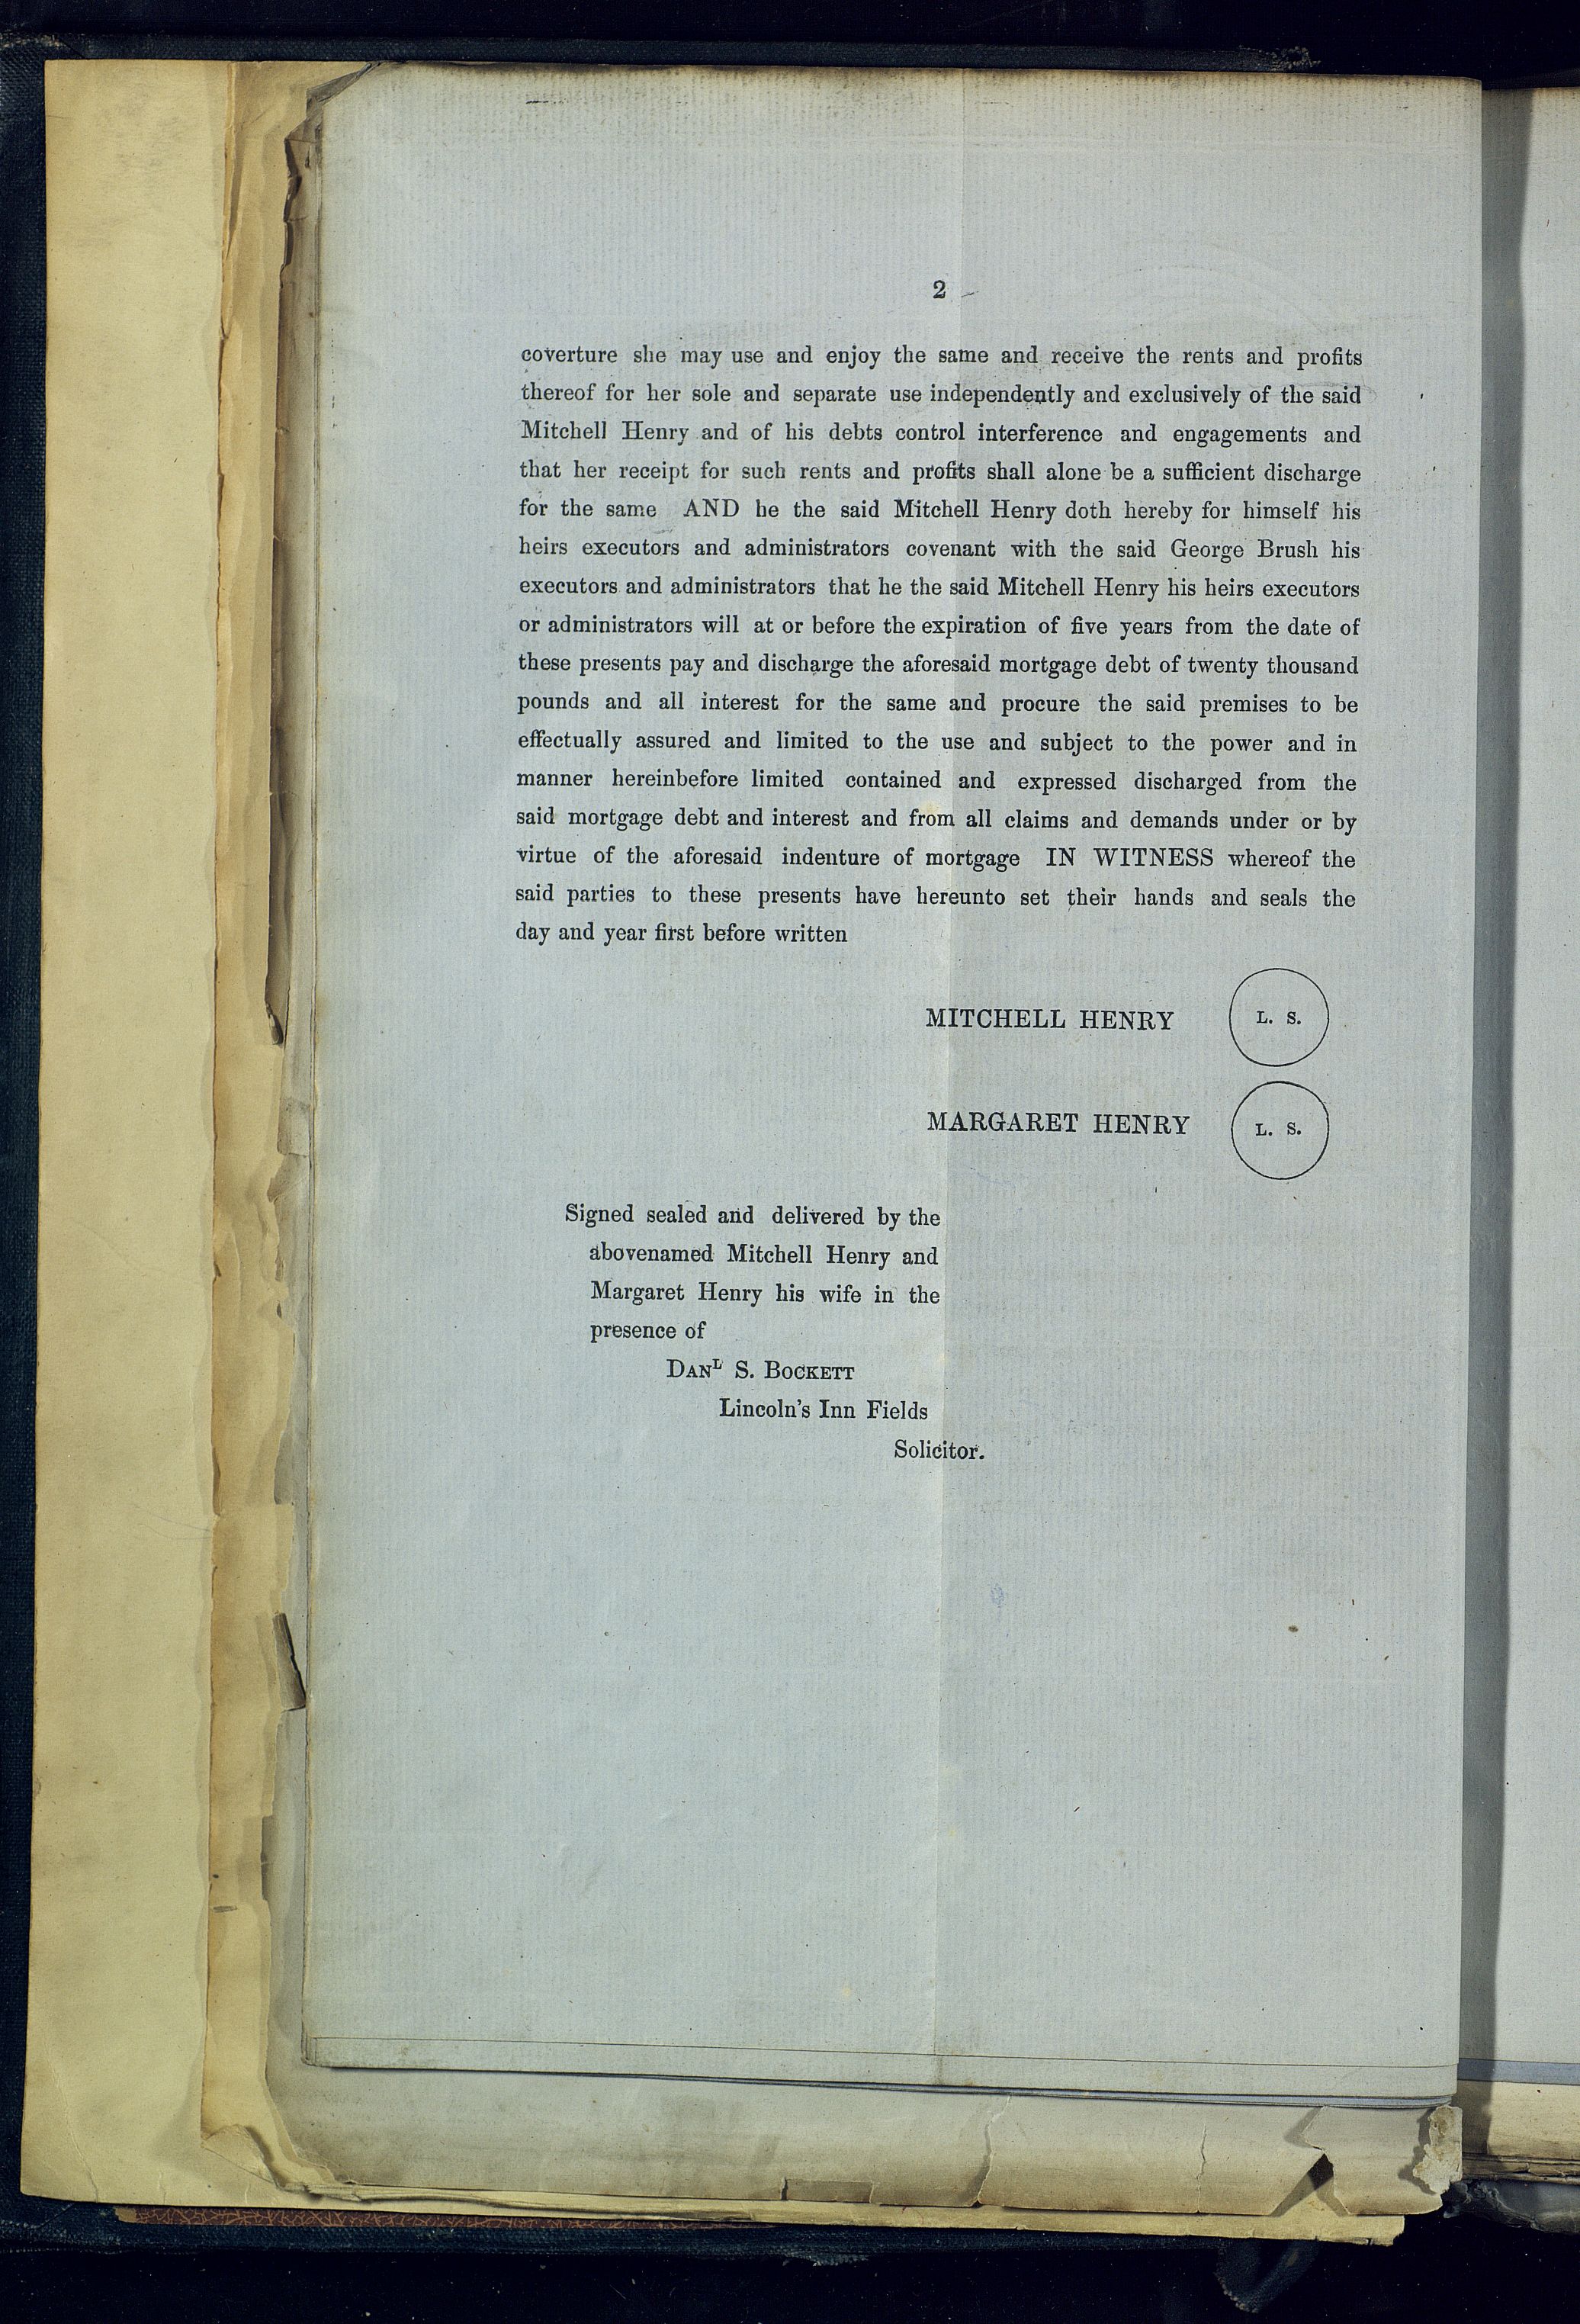 2
coverture she may use and enjoy the same and receive the rents and profits
thereof for her sole and separate use independently and exclusively of the said
Mitchell Henry and of his debts control interference and engagements and
that her receipt for such rents and profits shall alone be a sufficient discharge
for the same AND he the said Mitchell Henry doth hereby for himself his
heirs executors and administrators covenant with the said George Brush his
executors and administrators that he the said Mitchell Henry his heirs executors
or administrators will at or before the expiration of five years from the date of
these presents pay and discharge the aforesaid mortgage debt of twenty thousand
pounds and all interest for the same and procure the said premises to be
effectually assured and limited to the use and subject to the power and in
manner hereinbefore limited contained and expressed discharged from the
said mortgage debt and interest and from all claims and demands under or by
virtue of the aforesaid indenture of mortgage IN WITNESS whereof the
said parties to these presents have hereunto set their hands and seals the
day and year first before written
MITCHELL HENRY L. S.
MARGARET HENRY L. S.
Signed sealed and delivered by the
abovenamed Mitchell Henry and
Margaret Henry his wife in the
presence of
DANL S. BOCKETT
Lincoln's Inn Fields
Solicitor.